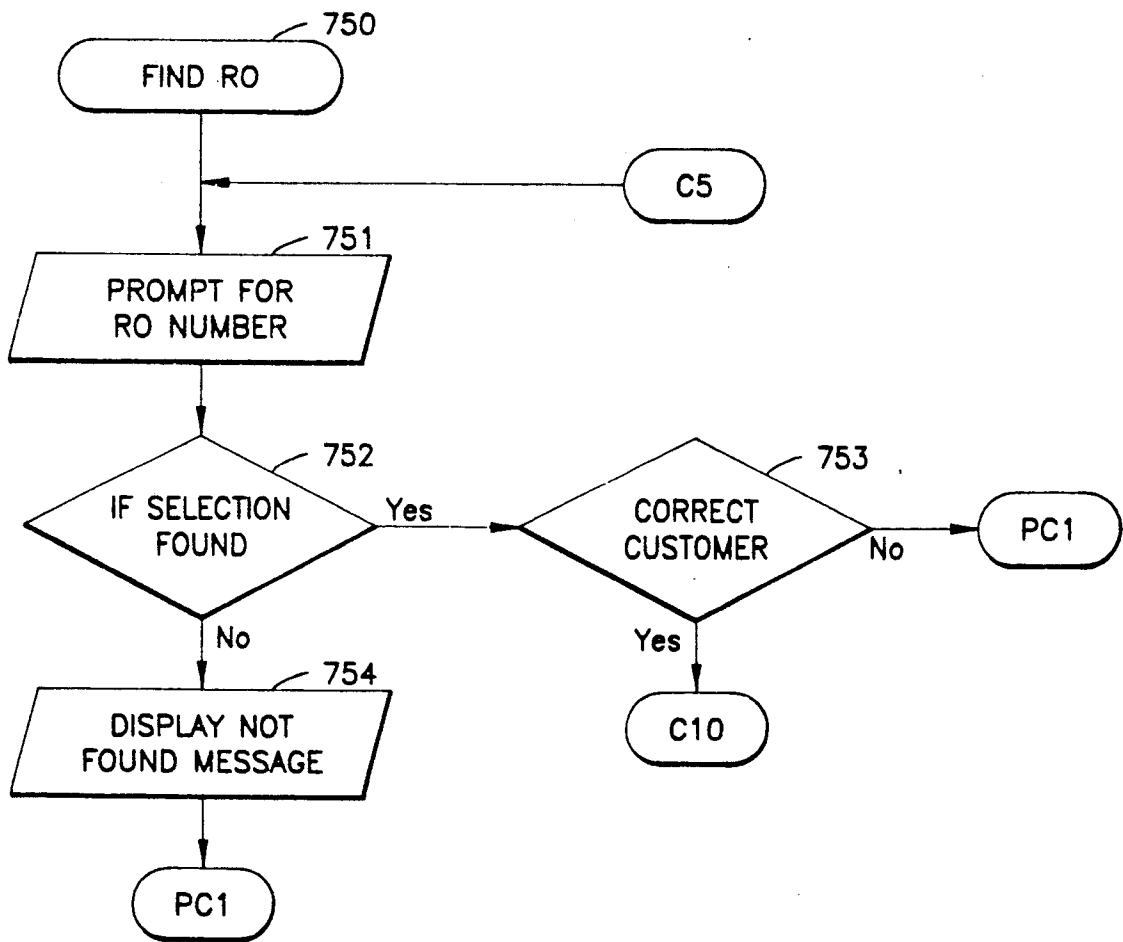 750
FIND RO
C5
751
PROMPT FOR
RO NUMBER
752
IF SELECTION
FOUND
Yes
No
753
CORRECT
CUSTOMER
No
Yes
PC1
C10
754
DISPLAY NOT
FOUND MESSAGE
PC1